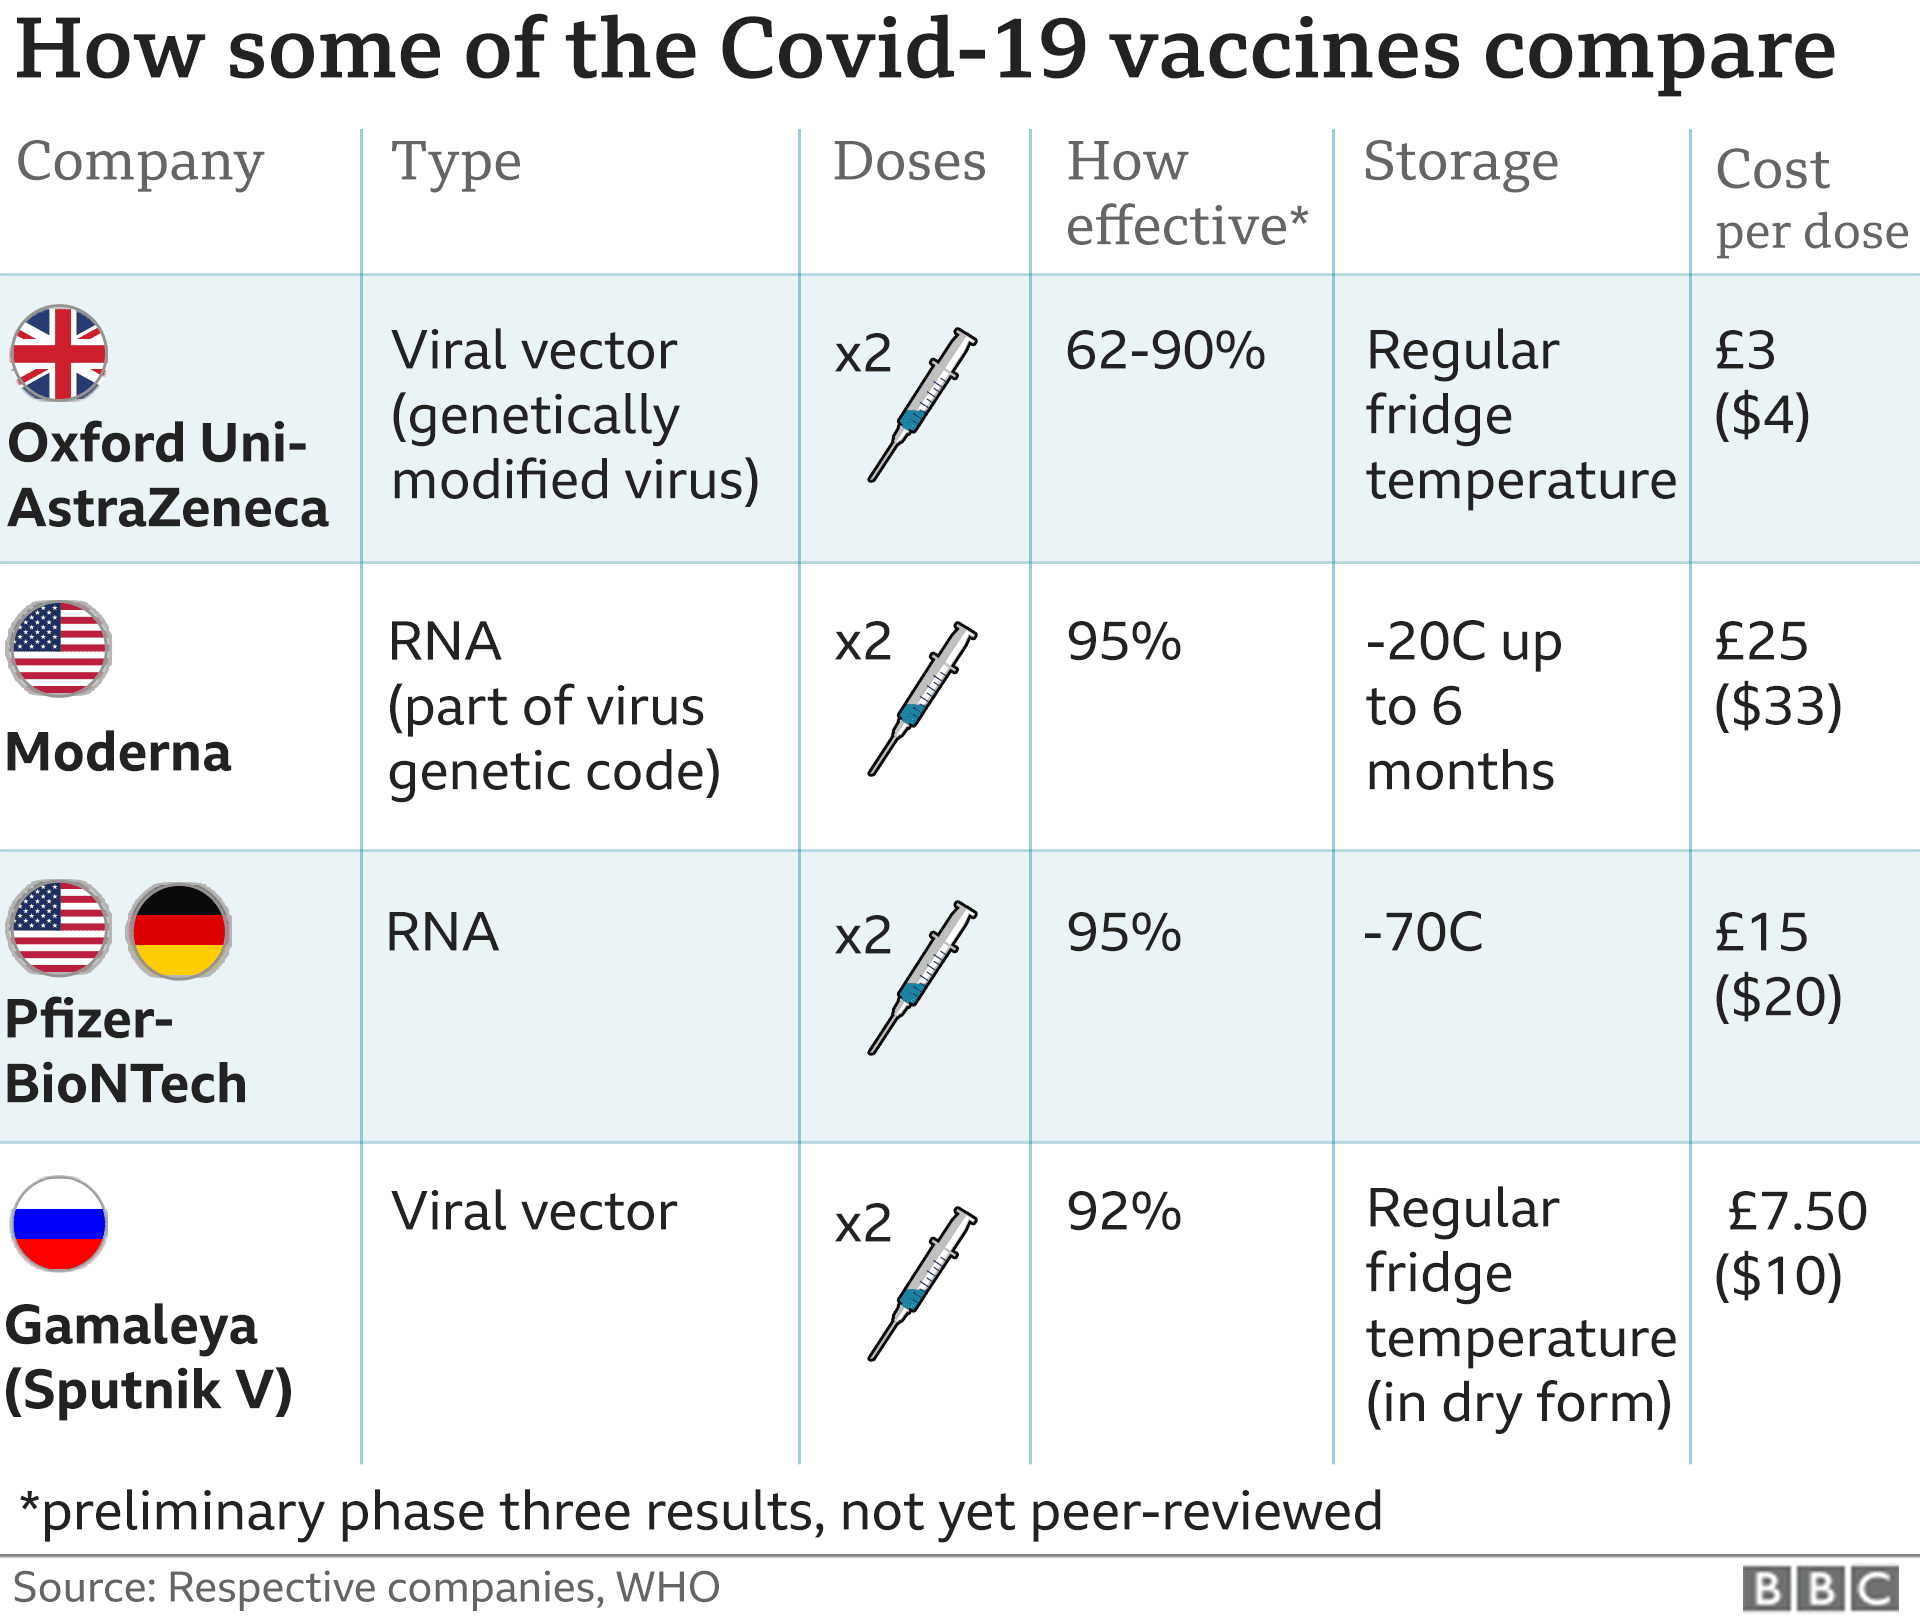 How some of the Covid-19 vaccines compare
Company
Type
Doses
How
effective*
Storage
Cost
per dose
Oxford Uni-
AstraZeneca
Viral vector
(genetically
modified virus)
x2
62-90%
Regular
fridge
temperature
£3
($4)
Moderna
RNA
(part of virus
genetic code)
x2
95%
-20C up
to 6
months
£25
($33)
Pfizer-
BioNTech
RNA
x2
95%
-70C
£15
($20)
Gamaleya
(Sputnik V)
Viral vector
x2
92%
Regular
fridge
temperature
(in dry form)
£7.50
($10)
*preliminary phase three results, not yet peer-reviewed
Source: Respective companies, WHO
BBC